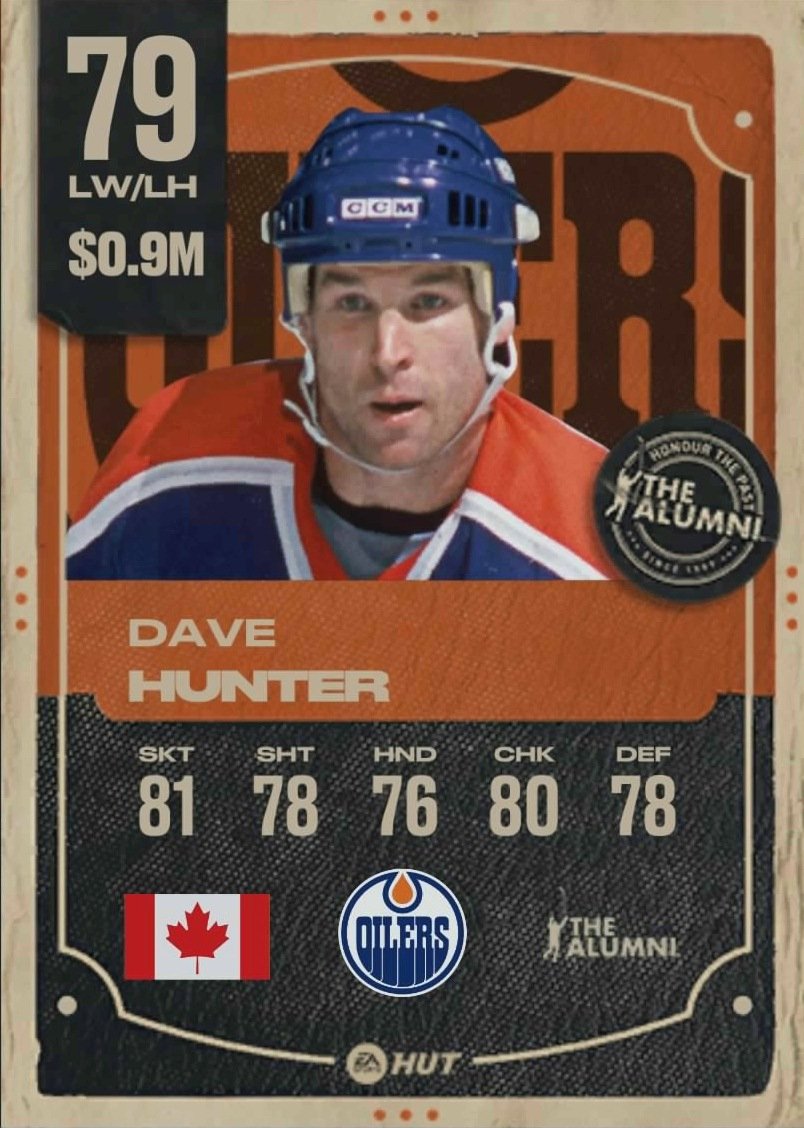 79
LW/LH
$0.9M
OILERS
CCM
HONOUR THE PAST
THE
ALUMNI
DAVE
HUNTER
SKT SHT HND CHK DEF
81 78 76 80 78
OILERS
THE
ALUMNI
EA
HUT